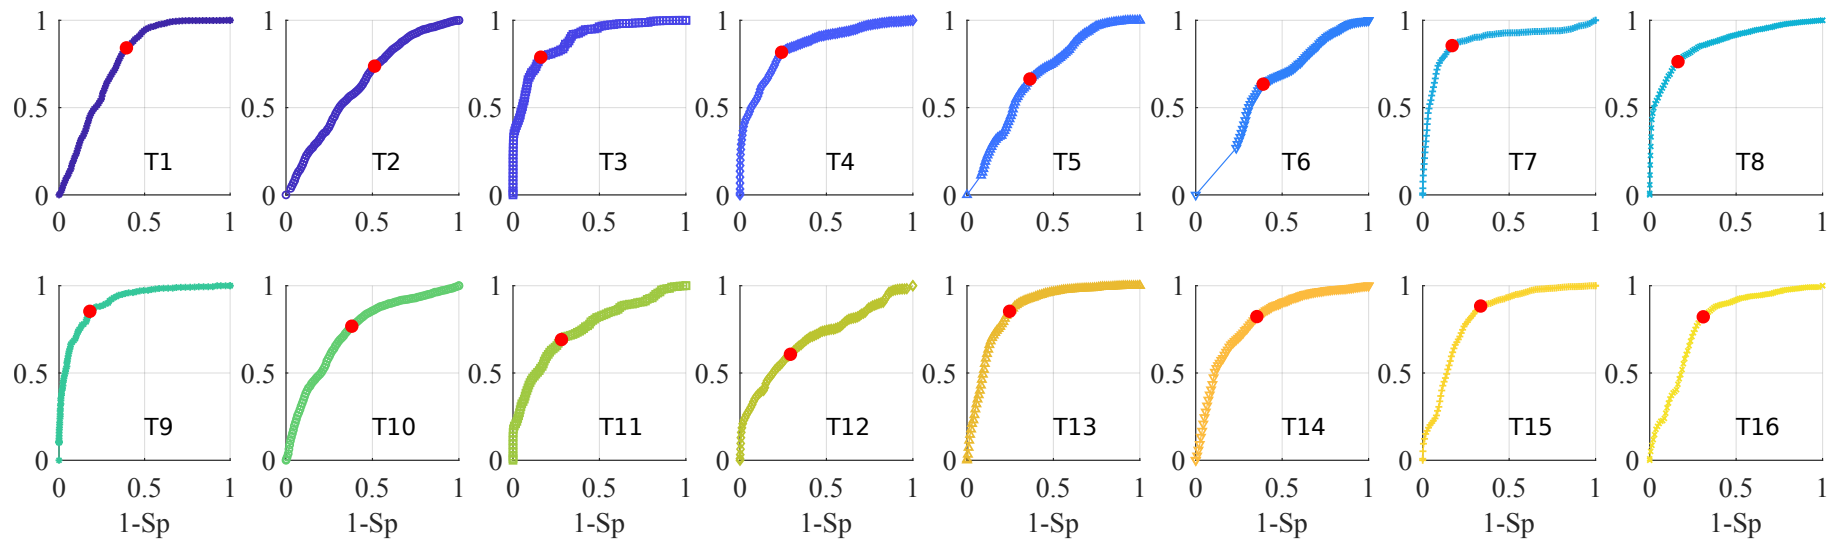 1 1 1 1 1 1 1 1
0.5 0.5 0.5 0.5 0.5 0.5 0.5 0.5
T1 T2 T3 T4 T5 T6 T7 T8
0 0 0 0 0 0 0 0
0 0.5 1 0 0.5 1 0 0.5 1 0 0.5 1 0 0.5 1 0 0.5 1 0 0.5 1 0 0.5 1
1 1 1 1 1 1 1 1
0.5 0.5 0.5 0.5 0.5 0.5 0.5 0.5
T9 T10 T11 T12 T13 T14 T15 T16
0 0 0 0 0 0 0 0
0 0.5 1 0 0.5 1 0 0.5 1 0 0.5 1 0 0.5 1 0 0.5 1 0 0.5 1 0 0.5 1
1-Sp 1-Sp 1-Sp 1-Sp 1-Sp 1-Sp 1-Sp 1-Sp